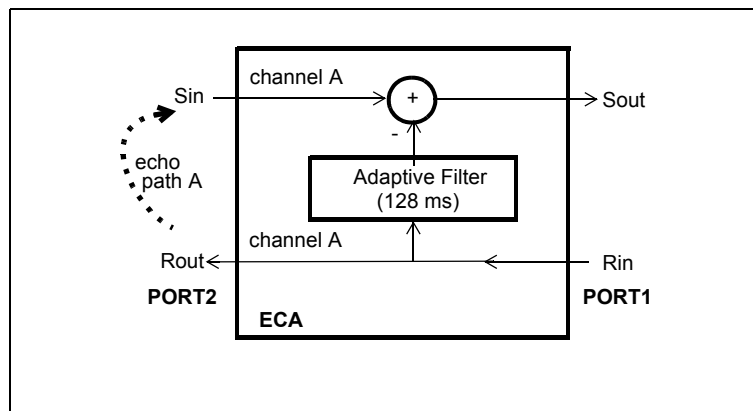 channel A
Sin
+
Sout
-
echo
path A
Adaptive Filter
(128 ms)
channel A
Rout
Rin
PORT2
PORT1
ECA